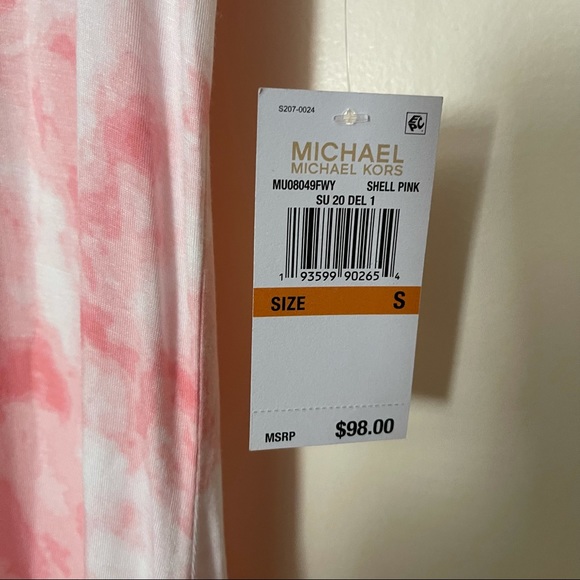 S207-0024
MICHAEL
MICHAEL KORS
MU08049FWY SHELL PINK
SU 20 DEL 1
1 93599 90265 4
SIZE S
MSRP $98.00